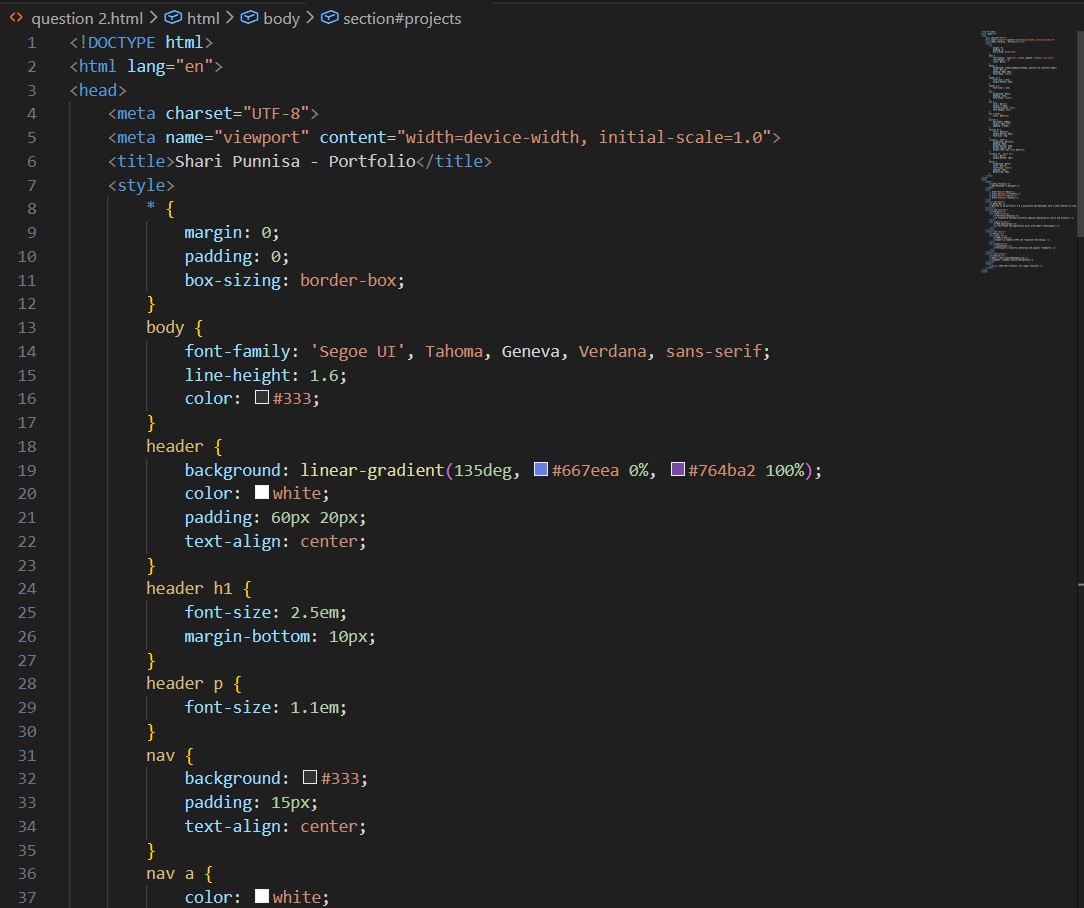 question 2.html > html > body > section#projects
1 <!DOCTYPE html>
2 <html lang="en">
3 <head>
4     <meta charset="UTF-8">
5     <meta name="viewport" content="width=device-width, initial-scale=1.0">
6     <title>Shari Punnisa - Portfolio</title>
7     <style>
8         * {
9             margin: 0;
10             padding: 0;
11             box-sizing: border-box;
12         }
13         body {
14             font-family: 'Segoe UI', Tahoma, Geneva, Verdana, sans-serif;
15             line-height: 1.6;
16             color: #333;
17         }
18         header {
19             background: linear-gradient(135deg, #667eea 0%, #764ba2 100%);
20             color: white;
21             padding: 60px 20px;
22             text-align: center;
23         }
24         header h1 {
25             font-size: 2.5em;
26             margin-bottom: 10px;
27         }
28         header p {
29             font-size: 1.1em;
30         }
31         nav {
32             background: #333;
33             padding: 15px;
34             text-align: center;
35         }
36         nav a {
37             color: white;